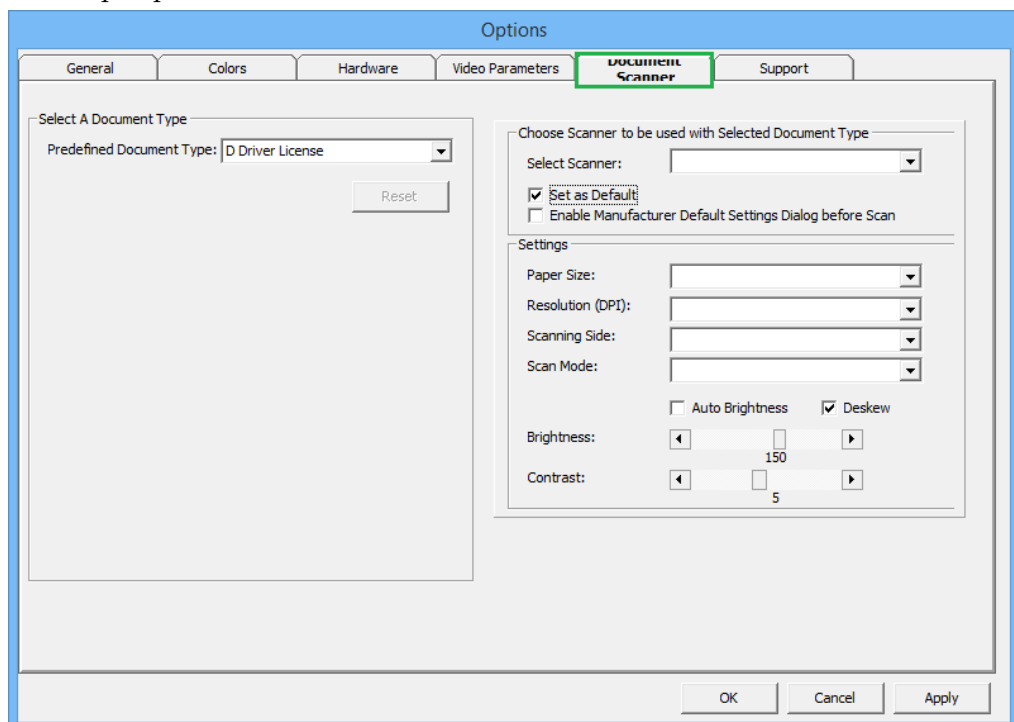 Options
General
Colors
Hardware
Video Parameters
Document
Scanner
Support
Select A Document Type
Predefined Document Type: D Driver License
Reset
Choose Scanner to be used with Selected Document Type
Select Scanner:
Set as Default
Enable Manufacturer Default Settings Dialog before Scan
Settings
Paper Size:
Resolution (DPI):
Scanning Side:
Scan Mode:
Auto Brightness Deskew
Brightness:
150
Contrast:
5
OK
Cancel
Apply